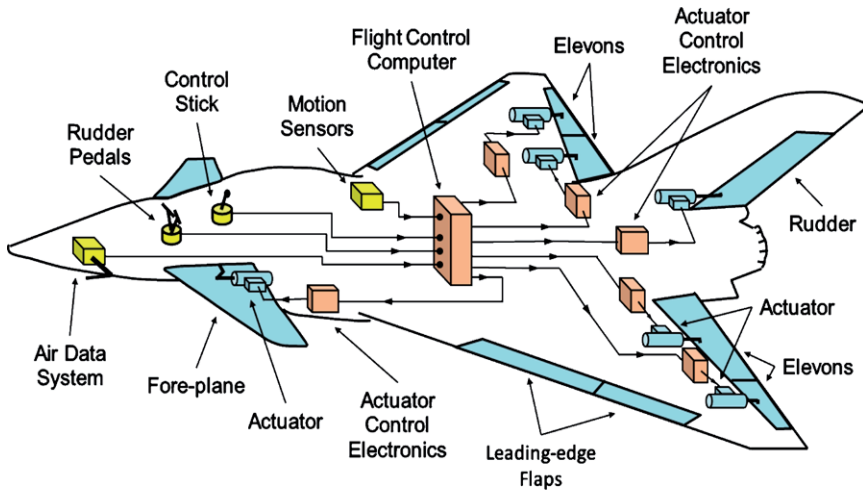 Flight Control
Computer
Elevons
Actuator
Control
Electronics
Control
Stick
Motion
Sensors
Rudder
Pedals
Rudder
Air Data
System
Fore-plane
Actuator
Actuator
Control
Electronics
Leading-edge
Flaps
Actuator
Elevons